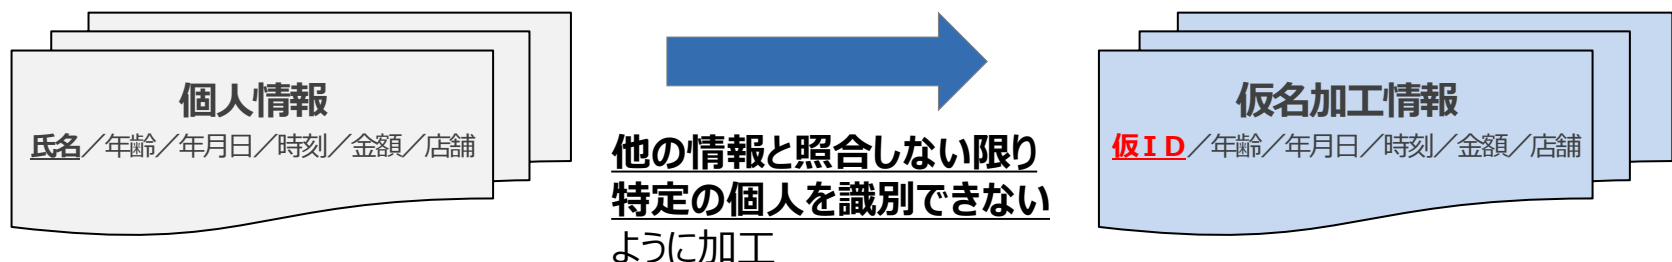 個人情報
氏名／年齢／年月日／時刻／金額／店舗
他の情報と照合しない限り
特定の個人を識別できない
ように加工
仮名加工情報
仮ＩＤ／年齢／年月日／時刻／金額／店舗